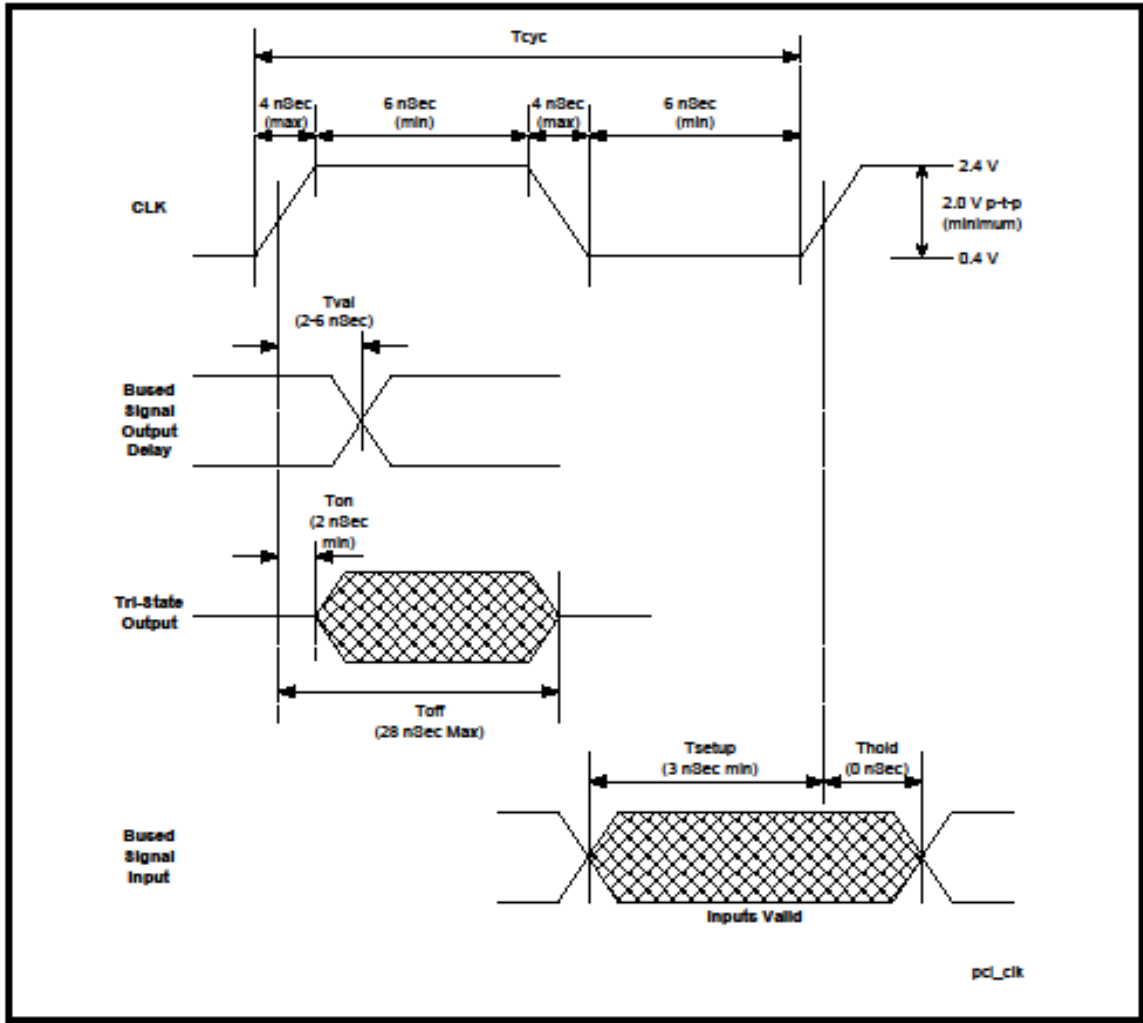 Tcyc
4 nSec
(max)
6 nSec
(min)
4 nSec
(max)
6 nSec
(min)
CLK
2.4 V
2.0 V p-t-p
(minimum)
0.4 V
Tval
(2-6 nSec)
Bused
Signal
Output
Delay
Ton
(2 nSec
min)
Tri-State
Output
Toff
(28 nSec Max)
Tsetup
(3 nSec min)
Thold
(0 nSec)
Bused
Signal
Input
Inputs Valid
pci_clk